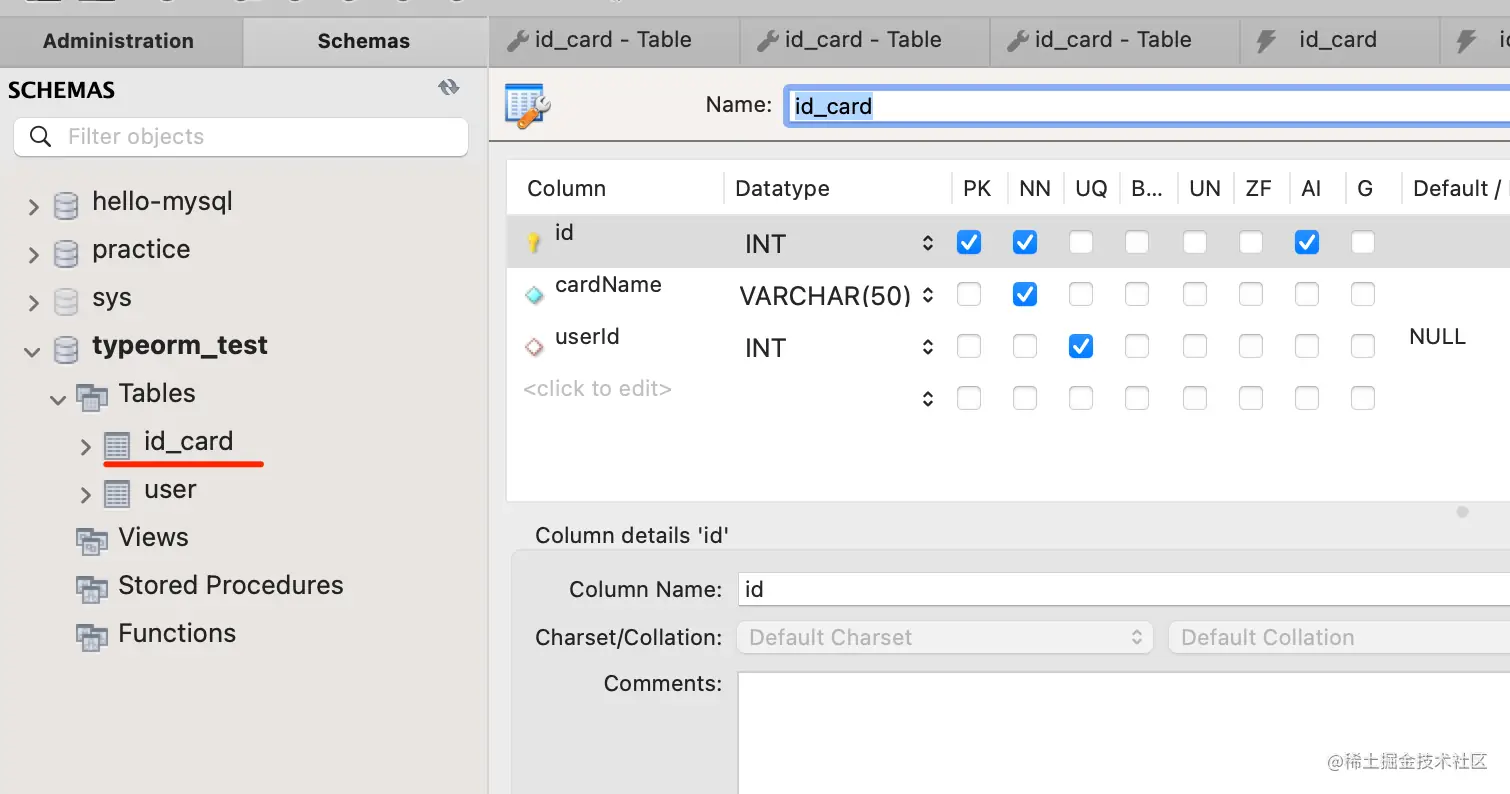 Administration
Schemas
id_card - Table
id_card - Table
id_card - Table
id_card
SCHEMAS
Filter objects
hello-mysql
practice
sys
typeorm_test
Tables
id_card
user
Views
Stored Procedures
Functions
Name: id_card
Column Datatype PK NN UQ B... UN ZF AI G Default /
id INT
cardName VARCHAR(50)
userId INT NULL
<click to edit>
Column details 'id'
Column Name: id
Charset/Collation: Default Charset Default Collation
Comments:
@稀土掘金技术社区